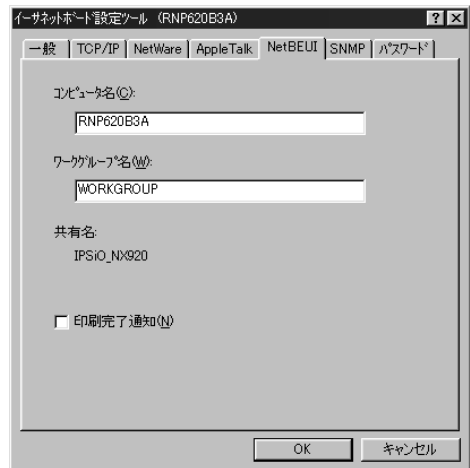 イーサネットボード設定ツール (RNP620B3A)
一般 TCP/IP NetWare AppleTalk NetBEUI SNMP パスワード
コンピュータ名(C):
RNP620B3A
ワークグループ名(W):
WORKGROUP
共有名:
IPSiO_NX920
印刷完了通知(N)
OK キャンセル